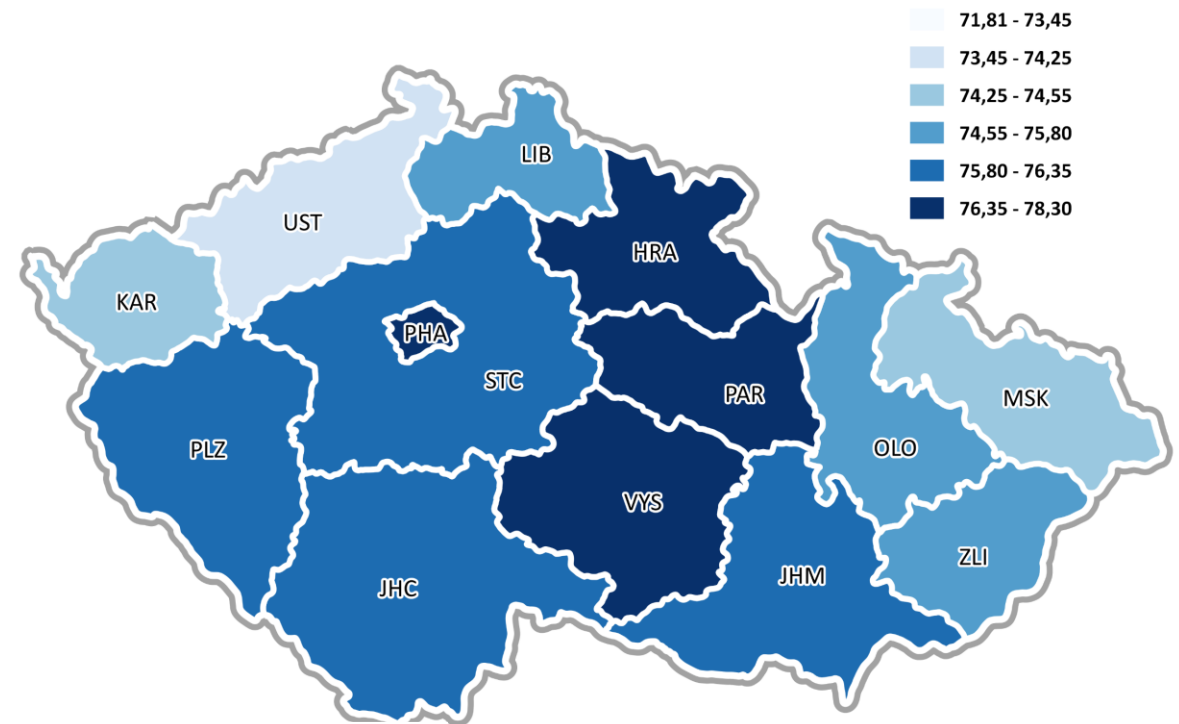 71,81 - 73,45
73,45 - 74,25
74,25 - 74,55
74,55 - 75,80
75,80 - 76,35
76,35 - 78,30
LIB
UST
HRA
KAR
PHA
STC
PAR
MSK
PLZ
OLO
VYS
ZLI
JHC
JHM